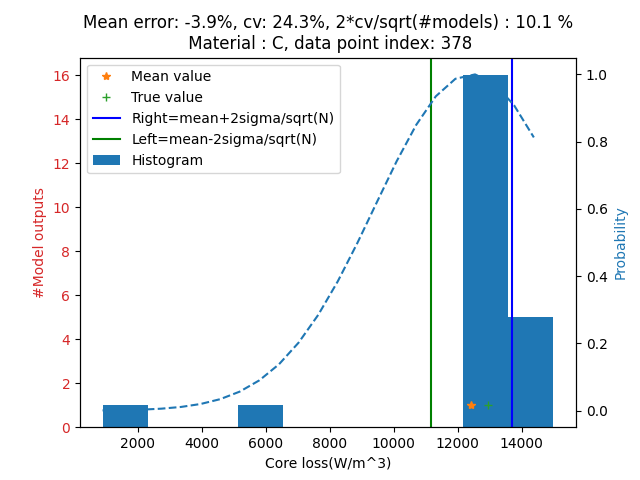 Mean error: -3.9%, cv: 24.3%, 2*cv/sqrt(#models) : 10.1 %
Material : C, data point index: 378
Mean value
True value
Right=mean+2sigma/sqrt(N)
Left=mean-2sigma/sqrt(N)
Histogram
16
14
12
10
8
6
4
2
0
#Model outputs
1.0
0.8
0.6
0.4
0.2
0.0
Probability
2000 4000 6000 8000 10000 12000 14000
Core loss(W/m^3)